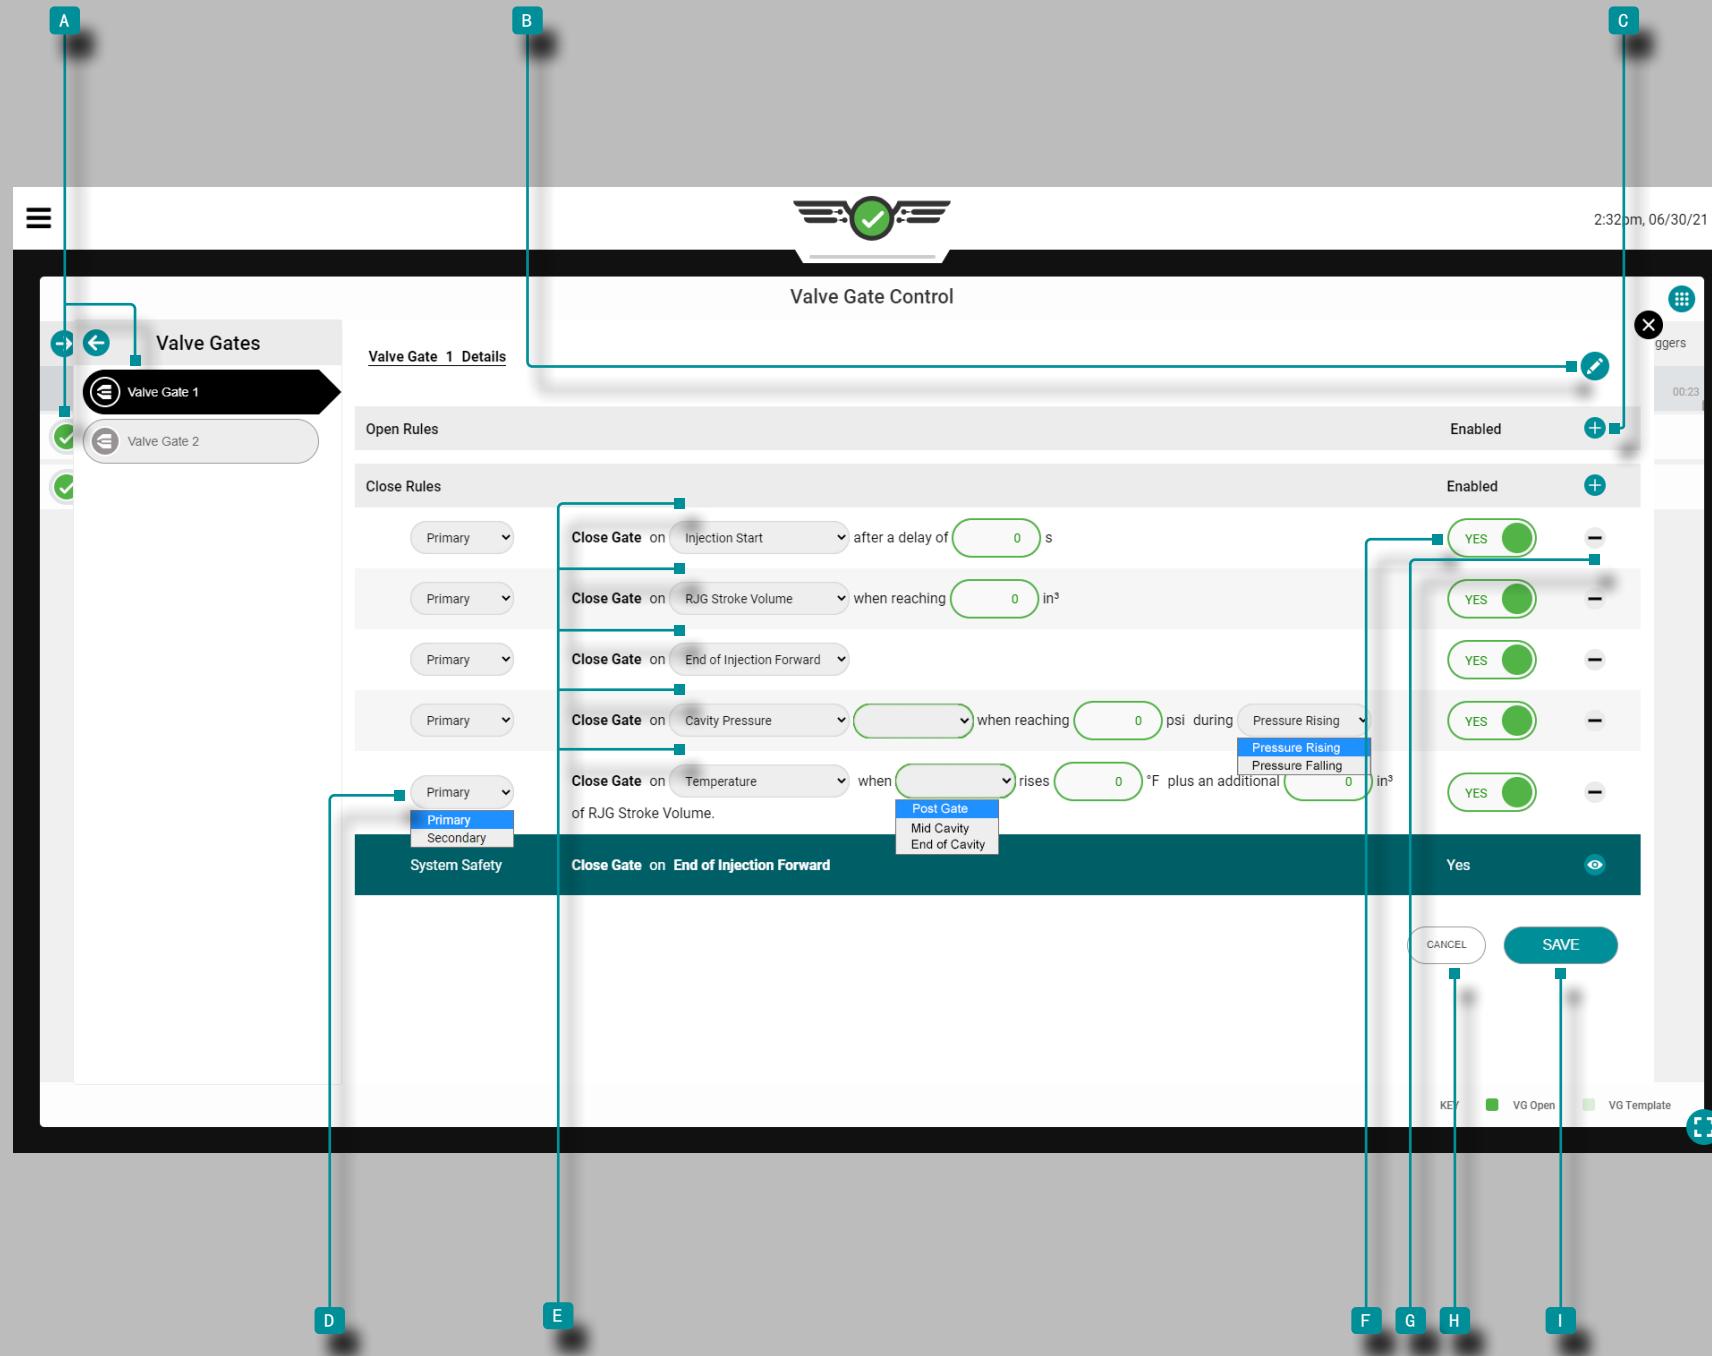 A
B
C
2:32pm, 06/30/21
Valve Gate Control
Valve Gates
Valve Gate 1 Details
ggers
Valve Gate 1
00:23
Open Rules Enabled
Valve Gate 2
Close Rules Enabled
Primary Close Gate on Injection Start after a delay of 0 s YES
Primary Close Gate on RJG Stroke Volume when reaching 0 in³ YES
Primary Close Gate on End of Injection Forward YES
Primary Close Gate on Cavity Pressure when reaching 0 psi during Pressure Rising YES
Pressure Rising
Pressure Falling
Primary Close Gate on Temperature when rises 0 °F plus an additional 0 in³ YES
of RJG Stroke Volume.
Primary
Secondary
Post Gate
Mid Cavity
End of Cavity
System Safety Close Gate on End of Injection Forward Yes
CANCEL SAVE
KEY VG Open VG Template
D
E
F
G
H
I